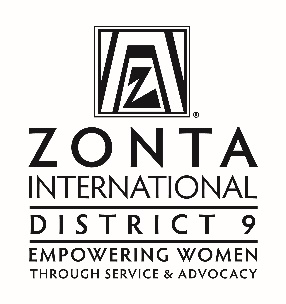 Z
®
ZONTA
INTERNATIONAL
DISTRICT 9
EMPOWERING WOMEN
THROUGH SERVICE & ADVOCACY